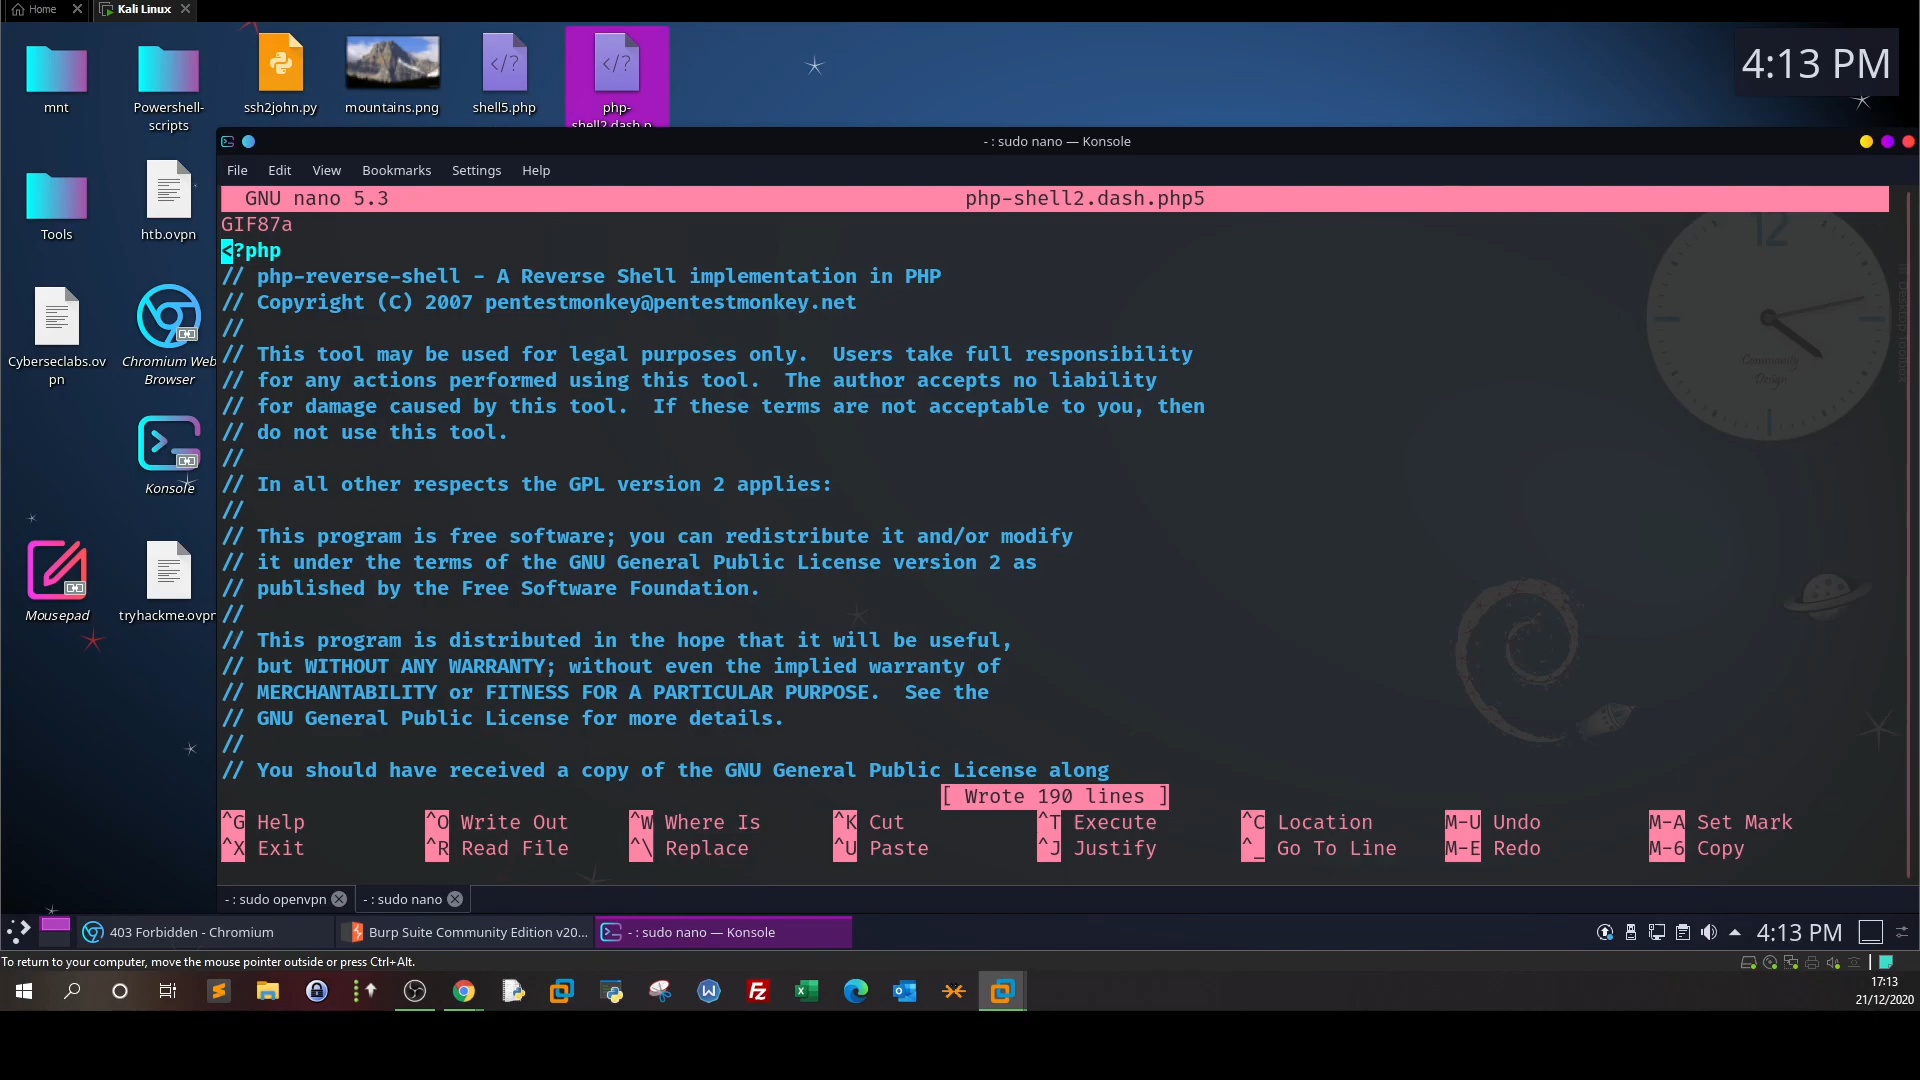 Home
Kali Linux
mnt
Powershell-
scripts
ssh2john.py
mountains.png
shell5.php
php-
shell2.dash.p
4:13 PM
Tools
htb.ovpn
Cyberseclabs.ov
pn
Chromium Web
Browser
Konsole
Mousepad
tryhackme.ovpn
- : sudo nano — Konsole
File Edit View Bookmarks Settings Help
GNU nano 5.3 php-shell2.dash.php5
GIF87a
<?php
// php-reverse-shell - A Reverse Shell implementation in PHP
// Copyright (C) 2007 pentestmonkey@pentestmonkey.net
//
// This tool may be used for legal purposes only.  Users take full responsibility
// for any actions performed using this tool.  The author accepts no liability
// for damage caused by this tool.  If these terms are not acceptable to you, then
// do not use this tool.
//
// In all other respects the GPL version 2 applies:
//
// This program is free software; you can redistribute it and/or modify
// it under the terms of the GNU General Public License version 2 as
// published by the Free Software Foundation.
//
// This program is distributed in the hope that it will be useful,
// but WITHOUT ANY WARRANTY; without even the implied warranty of
// MERCHANTABILITY or FITNESS FOR A PARTICULAR PURPOSE.  See the
// GNU General Public License for more details.
//
// You should have received a copy of the GNU General Public License along
[ Wrote 190 lines ]
^G Help ^O Write Out ^W Where Is ^K Cut ^T Execute ^C Location M-U Undo M-A Set Mark
^X Exit ^R Read File ^\ Replace ^U Paste ^J Justify ^_ Go To Line M-E Redo M-6 Copy
12
Community
Design
- : sudo openvpn - : sudo nano
403 Forbidden - Chromium Burp Suite Community Edition v20... - : sudo nano — Konsole 4:13 PM
To return to your computer, move the mouse pointer outside or press Ctrl+Alt.
17:13
21/12/2020